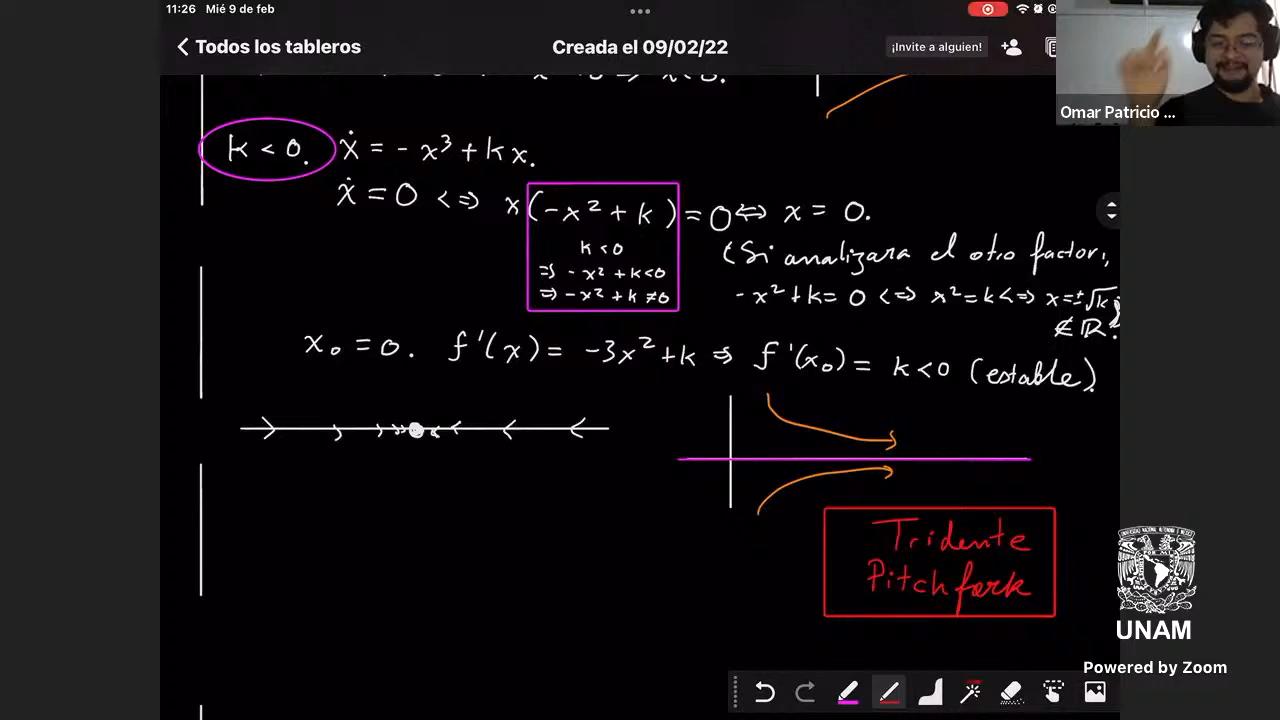 11:26 Mié 9 de feb
Todos los tableros
Creada el 09/02/22
¡Invite a alguien!
Omar Patricio ...
k < 0. ẋ = - x³ + kx.
ẋ = 0 <=> x(-x² + k) = 0 <=> x = 0.
k < 0
=> -x² + k < 0
=> -x² + k ≠ 0
(Si analizara el otro factor,
-x² + k = 0 <=> x² = k <=> x = ±√k
∉ ℝ.
x₀ = 0. f'(x) = -3x² + k => f'(x₀) = k < 0 (estable).
Tridente
Pitchfork
UNAM
Powered by Zoom